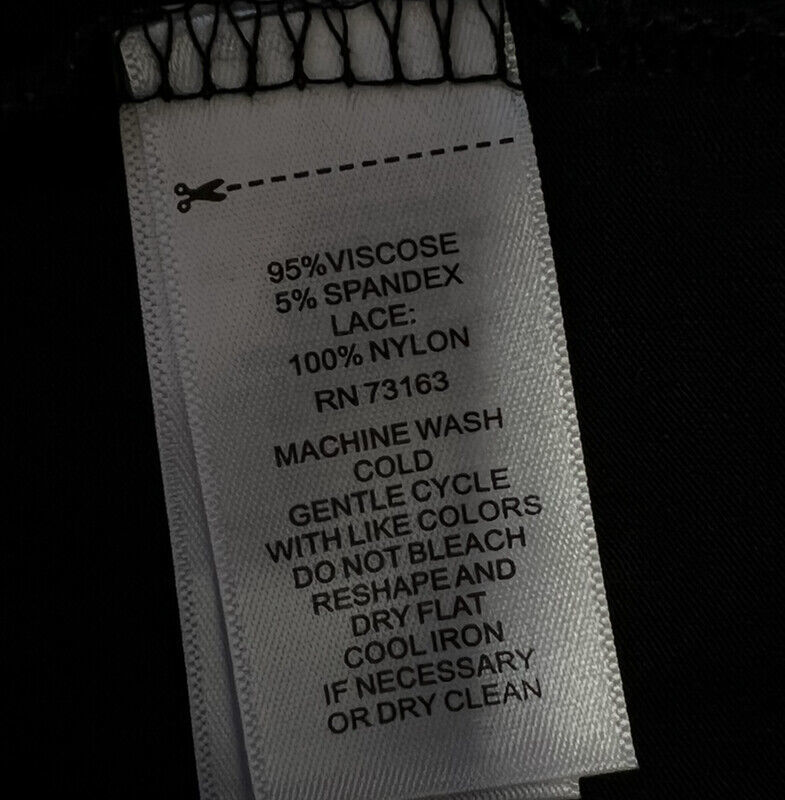 95%VISCOSE
5% SPANDEX
LACE:
100% NYLON
RN 73163
MACHINE WASH
COLD
GENTLE CYCLE
WITH LIKE COLORS
DO NOT BLEACH
RESHAPE AND
DRY FLAT
COOL IRON
IF NECESSARY
OR DRY CLEAN